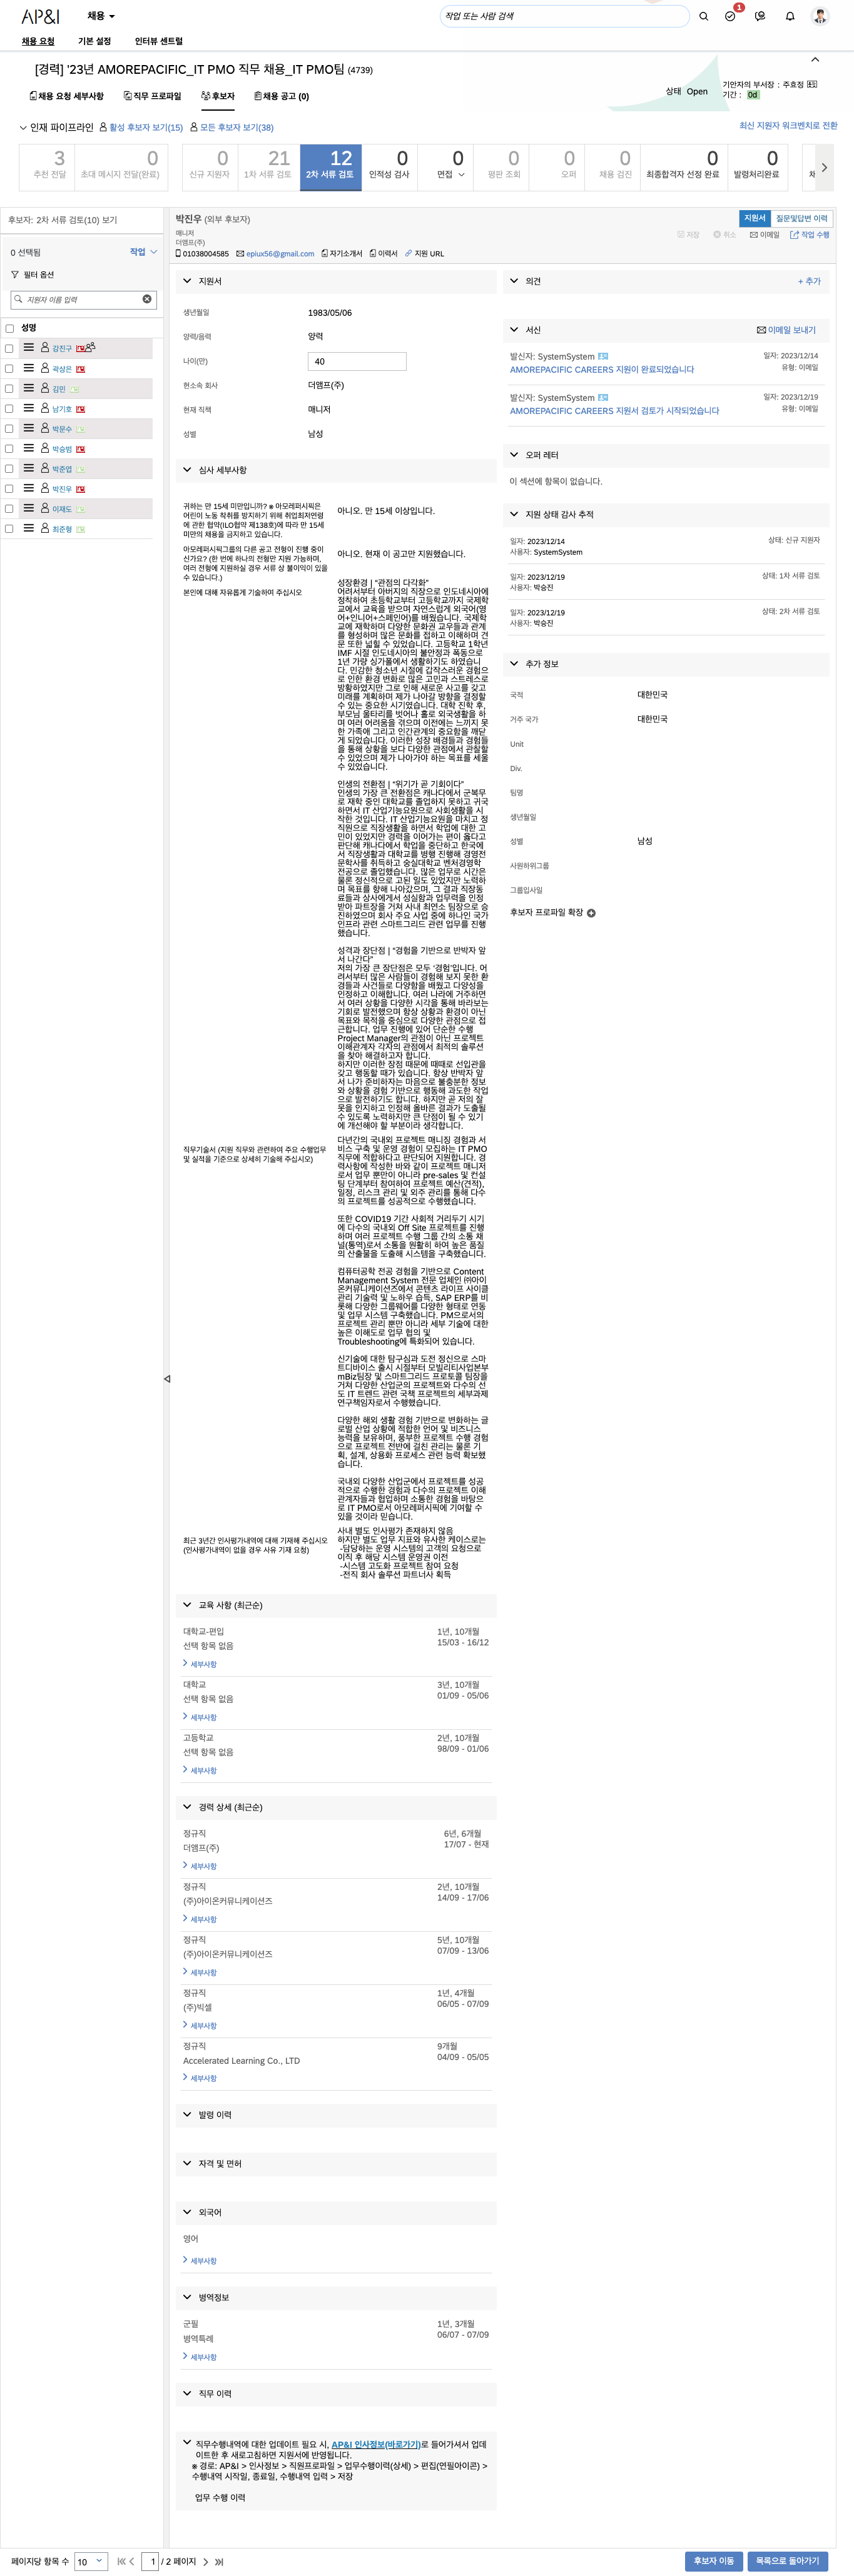 AP&I
채용
작업 또는 사람 검색
1
채용 요청 기본 설정 인터뷰 센트럴
[경력] '23년 AMOREPACIFIC_IT PMO 직무 채용_IT PMO팀 (4739)
상태 Open
기안자의 부서장 : 주효정
기간 : 0d
채용 요청 세부사항 직무 프로파일 후보자 채용 공고 (0)
인재 파이프라인 활성 후보자 보기(15) 모든 후보자 보기(38)
최신 지원자 워크벤치로 전환
3 0 0 21 12 0 0 0 0 0 0 0
추천 전달 초대 메시지 전달(완료) 신규 지원자 1차 서류 검토 2차 서류 검토 인적성 검사 면접 평판 조회 오퍼 채용 검진 최종합격자 선정 완료 발령처리완료
후보자: 2차 서류 검토(10) 보기
0 선택됨 작업
필터 옵션
지원자 이름 입력
성명
강진구
곽상은
김민
남기호
박문수
박승범
박준엽
박진우
이재도
최준형
박진우 (외부 후보자)
매니저
더앰프(주)
01038004585 epiux56@gmail.com 자기소개서 이력서 지원 URL
지원서 질문및답변 이력
저장 취소 이메일 작업 수행
지원서
생년월일 1983/05/06
양력/음력 양력
나이(만) 40
현소속 회사 더앰프(주)
현재 직책 매니저
성별 남성
심사 세부사항
귀하는 만 15세 미만입니까? ※ 아모레퍼시픽은
어린이 노동 착취를 방지하기 위해 취업최저연령
에 관한 협약(ILO협약 제138호)에 따라 만 15세
미만의 채용을 금지하고 있습니다.
아니오. 만 15세 이상입니다.
아모레퍼시픽그룹의 다른 공고 전형이 진행 중이
신가요? (한 번에 하나의 전형만 지원 가능하며,
여러 전형에 지원하실 경우 서류 상 불이익이 있을
수 있습니다.)
아니오. 현재 이 공고만 지원했습니다.
본인에 대해 자유롭게 기술하여 주십시오
성장환경 | “관점의 다각화”
어려서부터 아버지의 직장으로 인도네시아에
정착하여 초등학교부터 고등학교까지 국제학
교에서 교육을 받으며 자연스럽게 외국어(영
어+인니어+스페인어)를 배웠습니다. 국제학
교에 재학하며 다양한 문화권 교우들과 관계
를 형성하며 많은 문화를 접하고 이해하며 견
문 또한 넓힐 수 있었습니다. 고등학교 1학년
IMF 시절 인도네시아의 불안정과 폭동으로
1년 가량 싱가폴에서 생활하기도 하였습니
다. 민감한 청소년 시절에 갑작스러운 경험으
로 인한 환경 변화로 많은 고민과 스트레스로
방황하였지만 그로 인해 새로운 사고를 갖고
미래를 계획하며 제가 나아갈 방향을 결정할
수 있는 중요한 시기였습니다. 대학 진학 후,
부모님 울타리를 벗어나 홀로 외국생활을 하
며 여러 어려움을 겪으며 이전에는 느끼지 못
한 가족애 그리고 인간관계의 중요함을 깨닫
게 되었습니다. 이러한 성장 배경들과 경험들
을 통해 상황을 보다 다양한 관점에서 관찰할
수 있었으며 제가 나아가야 하는 목표를 세울
수 있었습니다.
인생의 전환점 | “위기가 곧 기회이다”
인생의 가장 큰 전환점은 캐나다에서 군복무
로 재학 중인 대학교를 졸업하지 못하고 귀국
하면서 IT 산업기능요원으로 사회생활을 시
작한 것입니다. IT 산업기능요원을 마치고 정
직원으로 직장생활을 하면서 학업에 대한 고
민이 있었지만 경력을 이어가는 편이 옳다고
판단해 캐나다에서 학업을 중단하고 한국에
서 직장생활과 대학교를 병행 진행해 경영전
문학사를 취득하고 숭실대학교 벤처경영학
전공으로 졸업했습니다. 많은 업무로 시간은
물론 정신적으로 고된 일도 있었지만 노력하
며 목표를 향해 나아갔으며, 그 결과 직장동
료들과 상사에게서 성실함과 업무력을 인정
받아 파트장을 거쳐 사내 최연소 팀장으로 승
진하였으며 회사 주요 사업 중에 하나인 국가
인프라 관련 스마트그리드 관련 업무를 진행
했습니다.
성격과 장단점 | “경험을 기반으로 반박자 앞
서 나간다”
저의 가장 큰 장단점은 모두 ‘경험’입니다. 어
려서부터 많은 사람들이 경험해 보지 못한 환
경들과 사건들로 다양함을 배웠고 다양성을
인정하고 이해합니다. 여러 나라에 거주하면
서 여러 상황을 다양한 시각을 통해 바라보는
기회로 발전했으며 항상 상황과 환경이 아닌
목표와 목적을 중심으로 다양한 관점으로 접
근합니다. 업무 진행에 있어 단순한 수행
Project Manager의 관점이 아닌 프로젝트
이해관계자 각자의 관점에서 최적의 솔루션
을 찾아 해결하고자 합니다.
하지만 이러한 장점 때문에 때때로 선입관을
갖고 행동할 때가 있습니다. 항상 반박자 앞
서 나가 준비하자는 마음으로 불충분한 정보
와 상황을 경험 기반으로 행동해 과도한 작업
으로 발전하기도 합니다. 하지만 곧 저의 잘
못을 인지하고 인정해 올바른 결과가 도출될
수 있도록 노력하지만 큰 단점이 될 수 있기
에 개선해야 할 부분이라 생각합니다.
직무기술서 (지원 직무와 관련하여 주요 수행업무
및 실적을 기준으로 상세히 기술해 주십시오)
다년간의 국내외 프로젝트 매니징 경험과 서
비스 구축 및 운영 경험이 모집하는 IT PMO
직무에 적합하다고 판단되어 지원합니다. 경
력사항에 작성한 바와 같이 프로젝트 매니저
로서 업무 뿐만이 아니라 pre-sales 및 컨설
팅 단계부터 참여하여 프로젝트 예산(견적),
일정, 리스크 관리 및 외주 관리를 통해 다수
의 프로젝트를 성공적으로 수행했습니다.
또한 COVID19 기간 사회적 거리두기 시기
에 다수의 국내외 Off Site 프로젝트를 진행
하며 여러 프로젝트 수행 그룹 간의 소통 채
널(통역)로서 소통을 원활히 하여 높은 품질
의 산출물을 도출해 시스템을 구축했습니다.
컴퓨터공학 전공 경험을 기반으로 Content
Management System 전문 업체인 ㈜아이
온커뮤니케이션즈에서 콘텐츠 라이프 사이클
관리 기술력 및 노하우 습득, SAP ERP를 비
롯해 다양한 그룹웨어를 다양한 형태로 연동
및 업무 시스템 구축했습니다. PM으로서의
프로젝트 관리 뿐만 아니라 세부 기술에 대한
높은 이해도로 업무 협의 및
Troubleshooting에 특화되어 있습니다.
신기술에 대한 탐구심과 도전 정신으로 스마
트디바이스 출시 시절부터 모빌리티사업본부
mBiz팀장 및 스마트그리드 프로토콜 팀장을
거쳐 다양한 산업군의 프로젝트와 다수의 선
도 IT 트렌드 관련 국책 프로젝트의 세부과제
연구책임자로서 수행했습니다.
다양한 해외 생활 경험 기반으로 변화하는 글
로벌 산업 상황에 적합한 언어 및 비즈니스
능력을 보유하며, 풍부한 프로젝트 수행 경험
으로 프로젝트 전반에 걸친 관리는 물론 기
획, 설계, 상용화 프로세스 관련 능력 확보했
습니다.
국내외 다양한 산업군에서 프로젝트를 성공
적으로 수행한 경험과 다수의 프로젝트 이해
관계자들과 협업하며 소통한 경험을 바탕으
로 IT PMO로서 아모레퍼시픽에 기여할 수
있을 것이라 믿습니다.
최근 3년간 인사평가내역에 대해 기재해 주십시오
(인사평가내역이 없을 경우 사유 기재 요청)
사내 별도 인사평가 존재하지 않음
하지만 별도 업무 지표와 유사한 케이스로는
-담당하는 운영 시스템의 고객의 요청으로
이직 후 해당 시스템 운영권 이전
-시스템 고도화 프로젝트 참여 요청
-전직 회사 솔루션 파트너사 획득
교육 사항 (최근순)
대학교-편입 1년, 10개월
선택 항목 없음 15/03 - 16/12
세부사항
대학교 3년, 10개월
선택 항목 없음 01/09 - 05/06
세부사항
고등학교 2년, 10개월
선택 항목 없음 98/09 - 01/06
세부사항
경력 상세 (최근순)
정규직 6년, 6개월
더앰프(주) 17/07 - 현재
세부사항
정규직 2년, 10개월
(주)아이온커뮤니케이션즈 14/09 - 17/06
세부사항
정규직 5년, 10개월
(주)아이온커뮤니케이션즈 07/09 - 13/06
세부사항
정규직 1년, 4개월
(주)빅셀 06/05 - 07/09
세부사항
정규직 9개월
Accelerated Learning Co., LTD 04/09 - 05/05
세부사항
발령 이력
자격 및 면허
외국어
영어
세부사항
병역정보
군필 1년, 3개월
병역특례 06/07 - 07/09
세부사항
직무 이력
직무수행내역에 대한 업데이트 필요 시, AP&I 인사정보(바로가기)로 들어가셔서 업데
이트한 후 새로고침하면 지원서에 반영됩니다.
※ 경로: AP&I > 인사정보 > 직원프로파일 > 업무수행이력(상세) > 편집(연필아이콘) >
수행내역 시작일, 종료일, 수행내역 입력 > 저장
업무 수행 이력
의견 + 추가
서신 이메일 보내기
발신자: SystemSystem 일자: 2023/12/14
AMOREPACIFIC CAREERS 지원이 완료되었습니다 유형: 이메일
발신자: SystemSystem 일자: 2023/12/19
AMOREPACIFIC CAREERS 지원서 검토가 시작되었습니다 유형: 이메일
오퍼 레터
이 섹션에 항목이 없습니다.
지원 상태 감사 추적
일자: 2023/12/14 상태: 신규 지원자
사용자: SystemSystem
일자: 2023/12/19 상태: 1차 서류 검토
사용자: 박승진
일자: 2023/12/19 상태: 2차 서류 검토
사용자: 박승진
추가 정보
국적 대한민국
거주 국가 대한민국
Unit
Div.
팀명
생년월일
성별 남성
사원하위그룹
그룹입사일
후보자 프로파일 확장
페이지당 항목 수 10 1 / 2 페이지
후보자 이동 목록으로 돌아가기